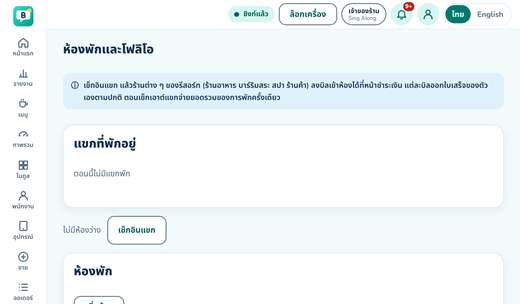 B
ซิงก์แล้ว
ล็อกเครื่อง
เจ้าของร้าน
Sing Along
9+
ไทย
English
หน้าแรก
รายงาน
เมนู
ภาพรวม
โมดูล
พนักงาน
อุปกรณ์
ขาย
ออเดอร์
ห้องพักและโฟลิโอ
เช็กอินแขก แล้วร้านต่าง ๆ ของรีสอร์ท (ร้านอาหาร บาร์ริมสระ สปา ร้านค้า) ลงบิลเข้าห้องได้ที่หน้าชำระเงิน แต่ละบิลออกใบเสร็จของตัว
เองตามปกติ ตอนเช็กเอาต์แขกจ่ายยอดรวมของการพักครั้งเดียว
แขกที่พักอยู่
ตอนนี้ไม่มีแขกพัก
ไม่มีห้องว่าง
เช็กอินแขก
ห้องพัก